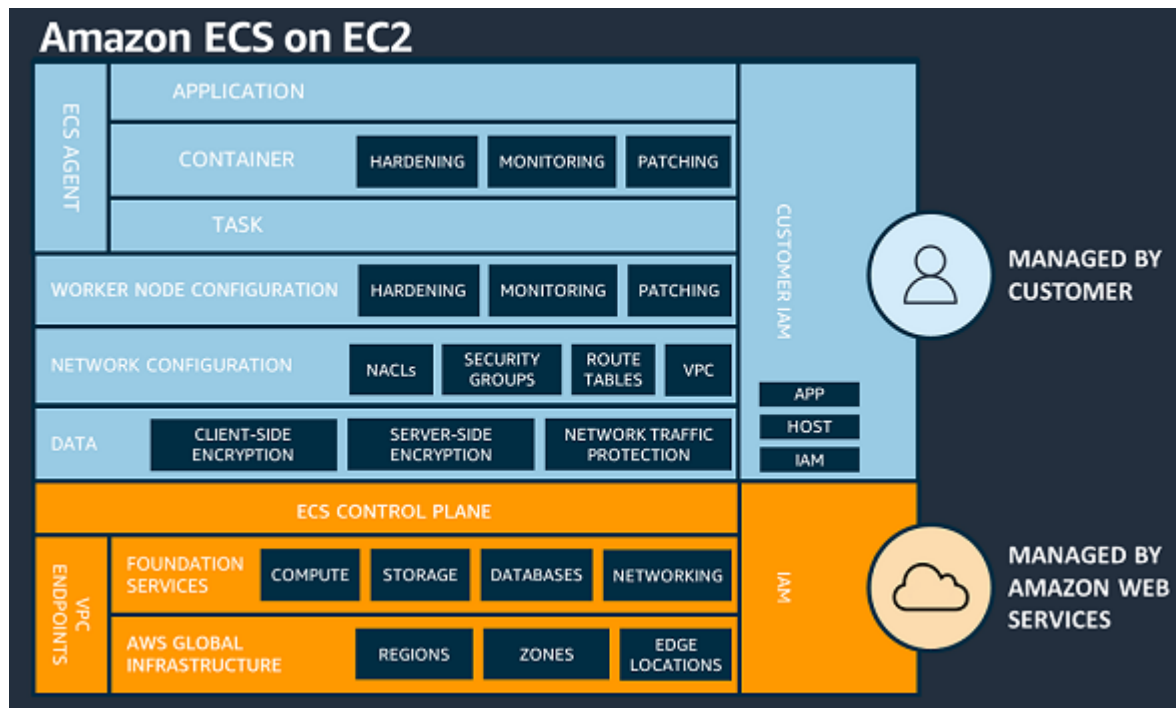 Amazon ECS on EC2
ECS AGENT
APPLICATION
CONTAINER
HARDENING
MONITORING
PATCHING
TASK
WORKER NODE CONFIGURATION
HARDENING
MONITORING
PATCHING
NETWORK CONFIGURATION
NACLs
SECURITY
GROUPS
ROUTE
TABLES
VPC
DATA
CLIENT-SIDE
ENCRYPTION
SERVER-SIDE
ENCRYPTION
NETWORK TRAFFIC
PROTECTION
CUSTOMER IAM
APP
HOST
IAM
MANAGED BY
CUSTOMER
ECS CONTROL PLANE
VPC
ENDPOINTS
FOUNDATION
SERVICES
COMPUTE
STORAGE
DATABASES
NETWORKING
AWS GLOBAL
INFRASTRUCTURE
REGIONS
ZONES
EDGE
LOCATIONS
IAM
MANAGED BY
AMAZON WEB
SERVICES